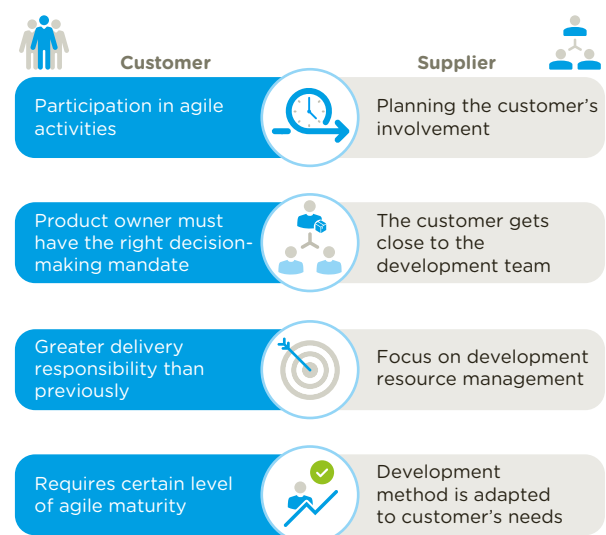 Customer
Supplier
Participation in agile
activities
Planning the customer’s
involvement
Product owner must
have the right decision-
making mandate
The customer gets
close to the
development team
Greater delivery
responsibility than
previously
Focus on development
resource management
Requires certain level
of agile maturity
Development
method is adapted
to customer’s needs